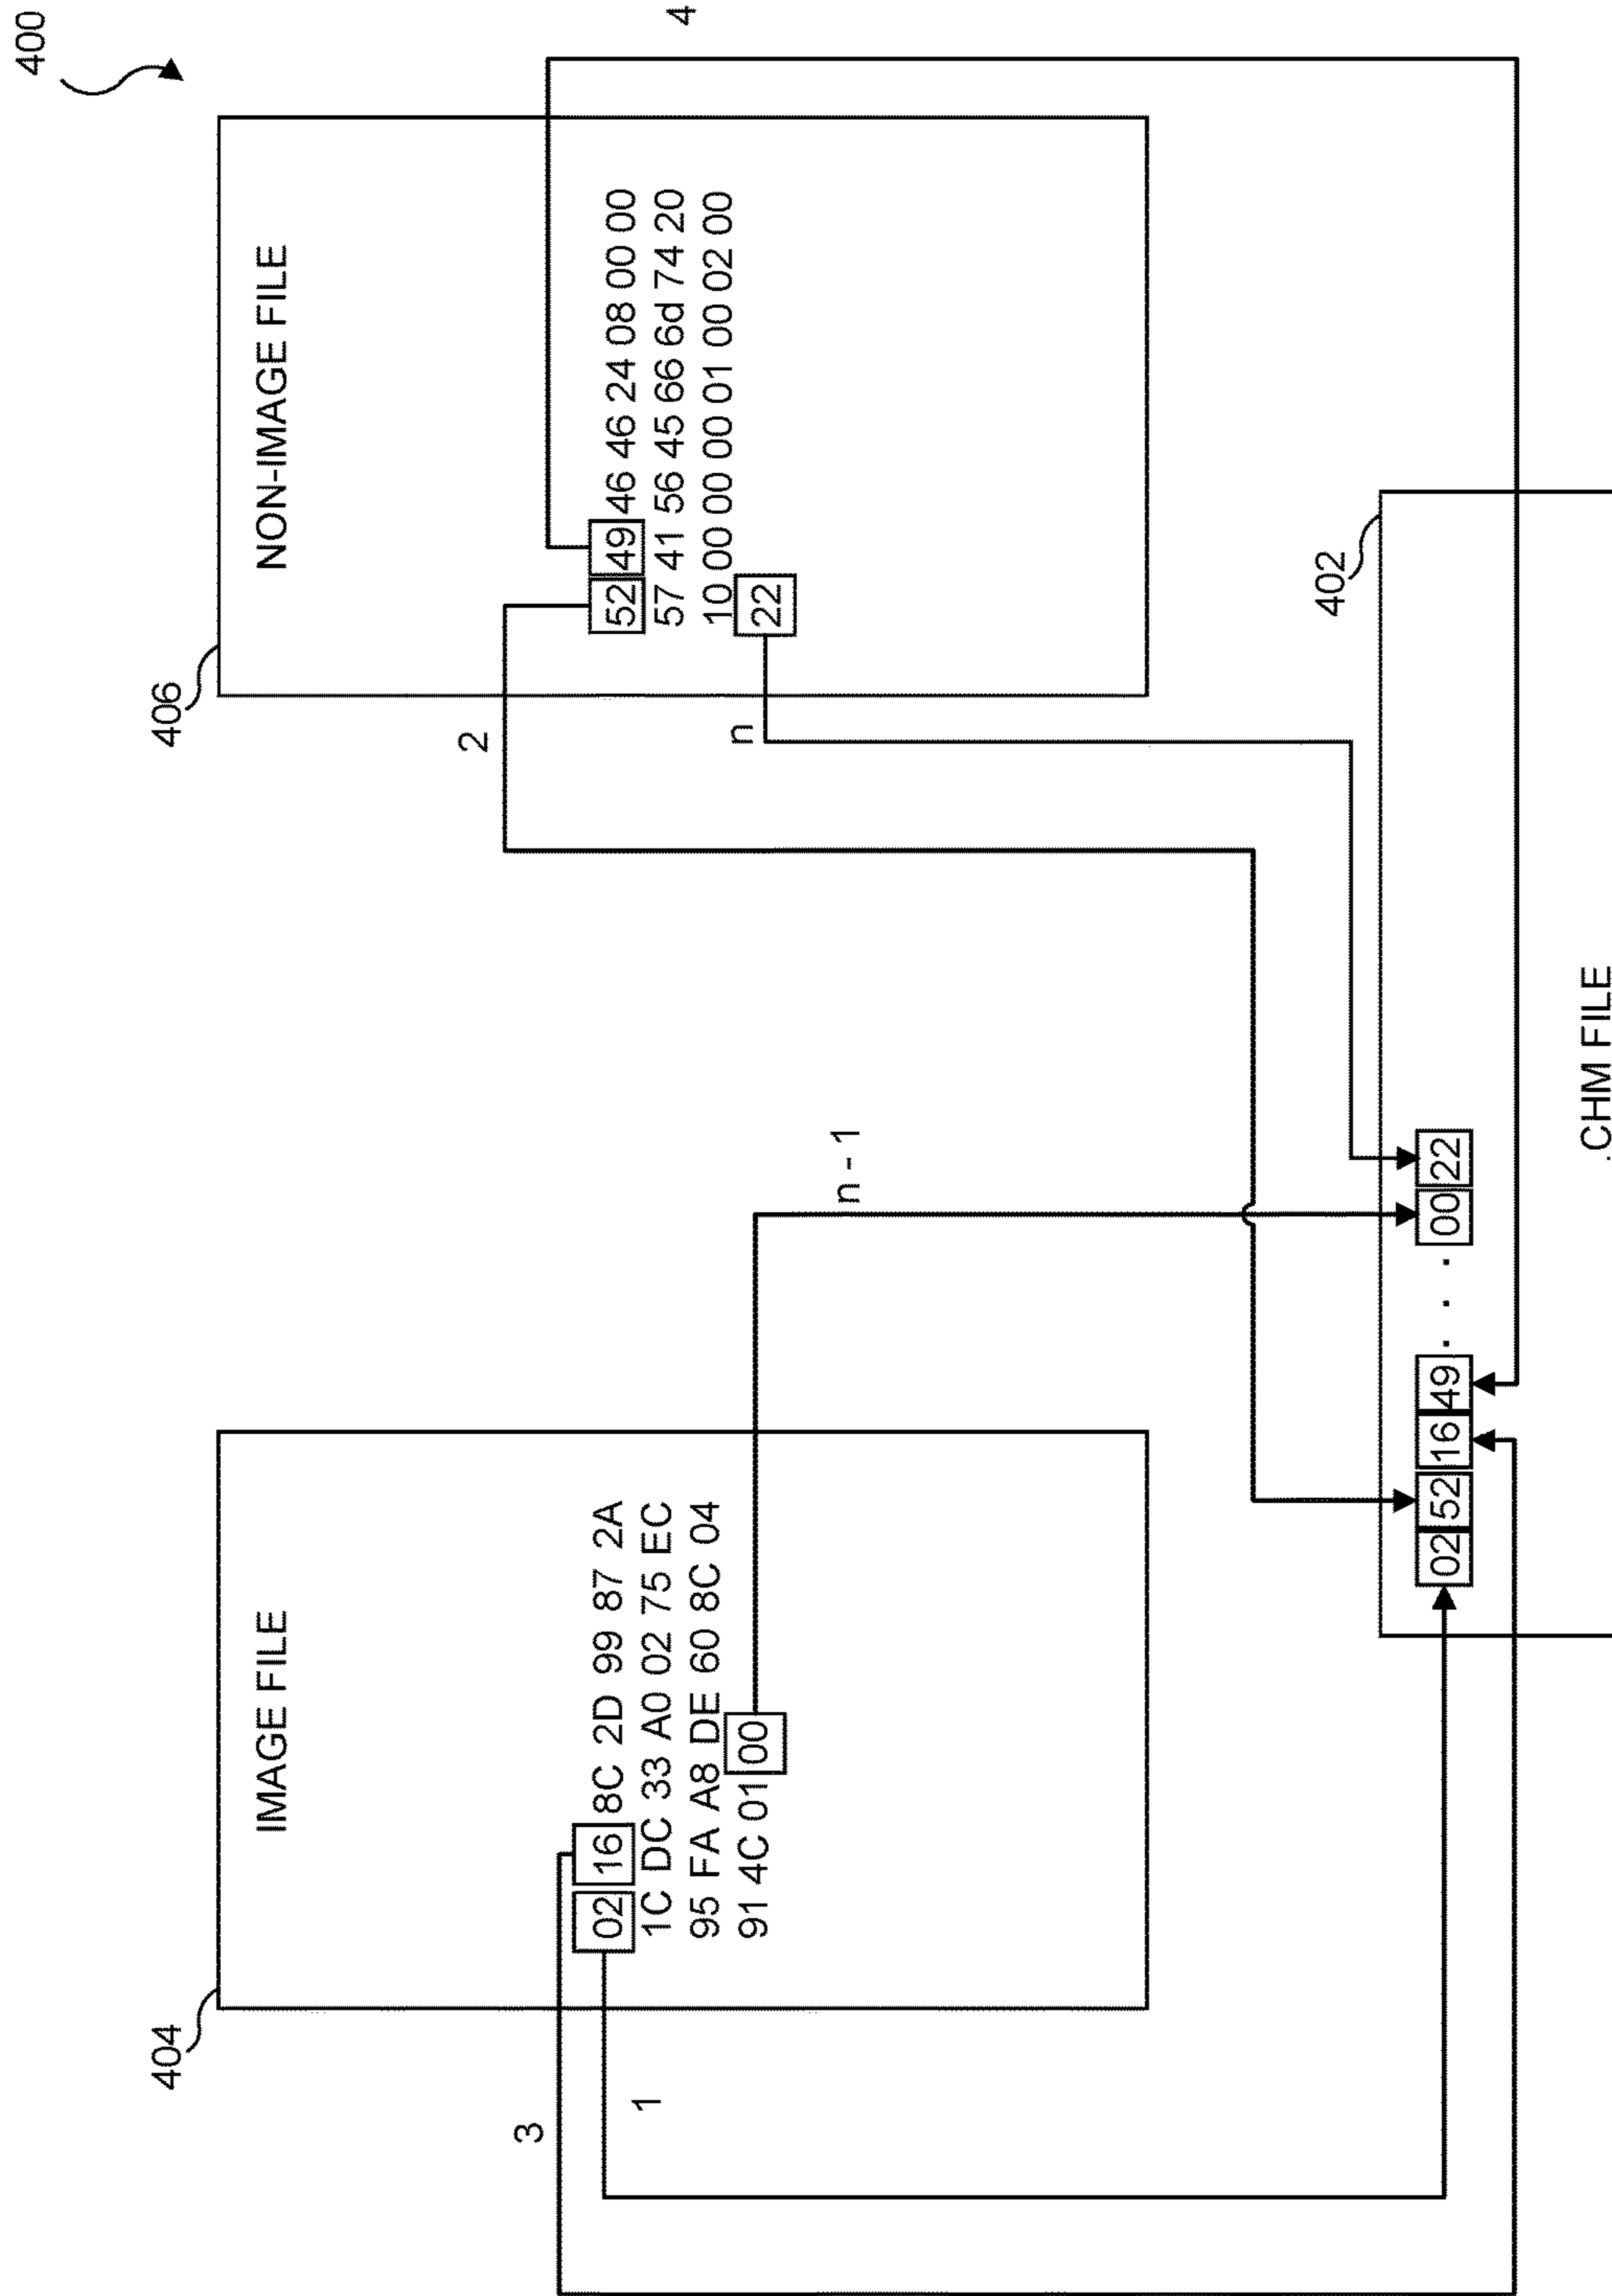 400
404
IMAGE FILE
02 16 8C 2D 99 87 2A
1C DC 33 A0 02 75 EC
95 FA A8 DE 60 8C 04
91 4C 01 00
3
1
n - 1
406
NON-IMAGE FILE
52 49 46 46 24 08 00 00
57 41 56 45 66 6d 74 20
10 00 00 00 01 00 02 00
22
2
n
4
402
02 52 16 49 . . . 00 22
.CHM FILE